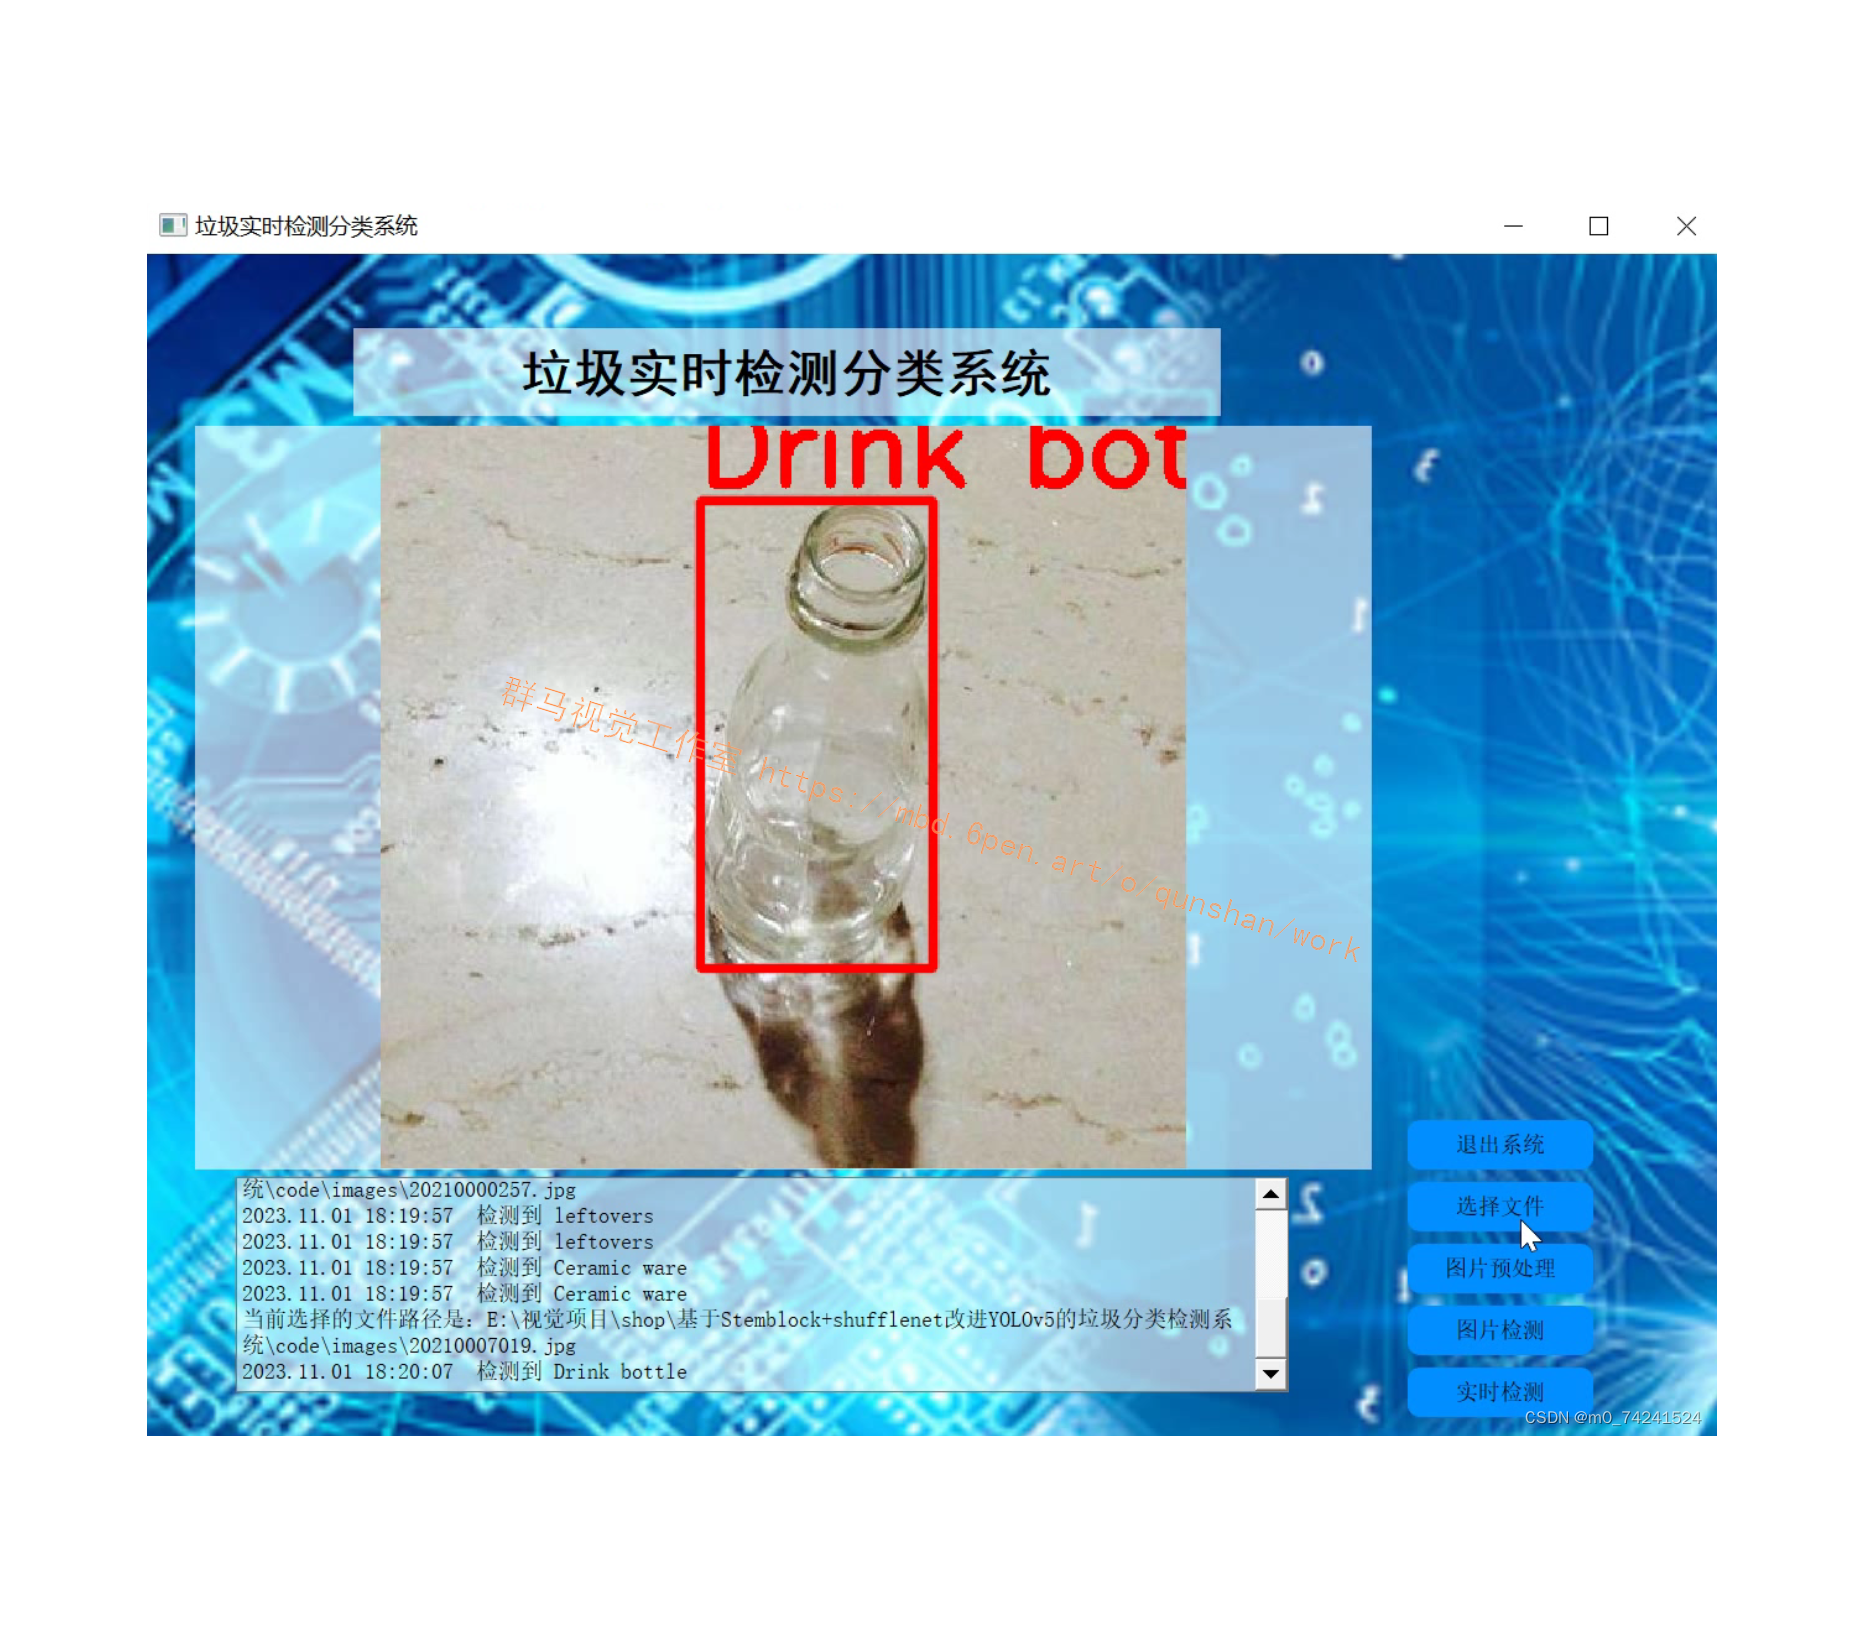 垃圾实时检测分类系统
垃圾实时检测分类系统
Drink bot
群马视觉工作室 https://mbd.6pen.art/o/qunshan/work
统\code\images\20210000257.jpg
2023.11.01 18:19:57 检测到 leftovers
2023.11.01 18:19:57 检测到 leftovers
2023.11.01 18:19:57 检测到 Ceramic ware
2023.11.01 18:19:57 检测到 Ceramic ware
当前选择的文件路径是：E:\视觉项目\shop\基于Stemblock+shufflenet改进YOLOv5的垃圾分类检测系
统\code\images\20210007019.jpg
2023.11.01 18:20:07 检测到 Drink bottle
退出系统
选择文件
图片预处理
图片检测
实时检测
CSDN @m0_74241524